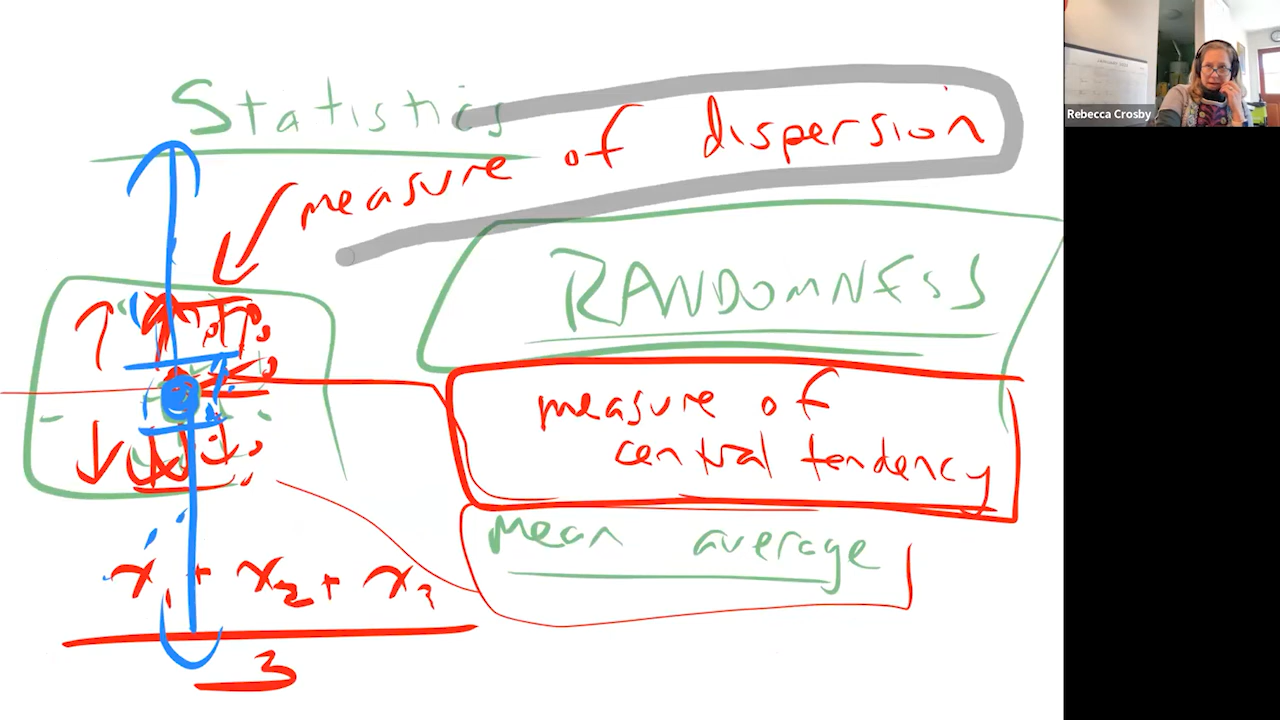 Statistics
measure of dispersion
RANDOMNESS
measure of
central tendency
mean average
x₁ + x₂ + x₃
3
Rebecca Crosby